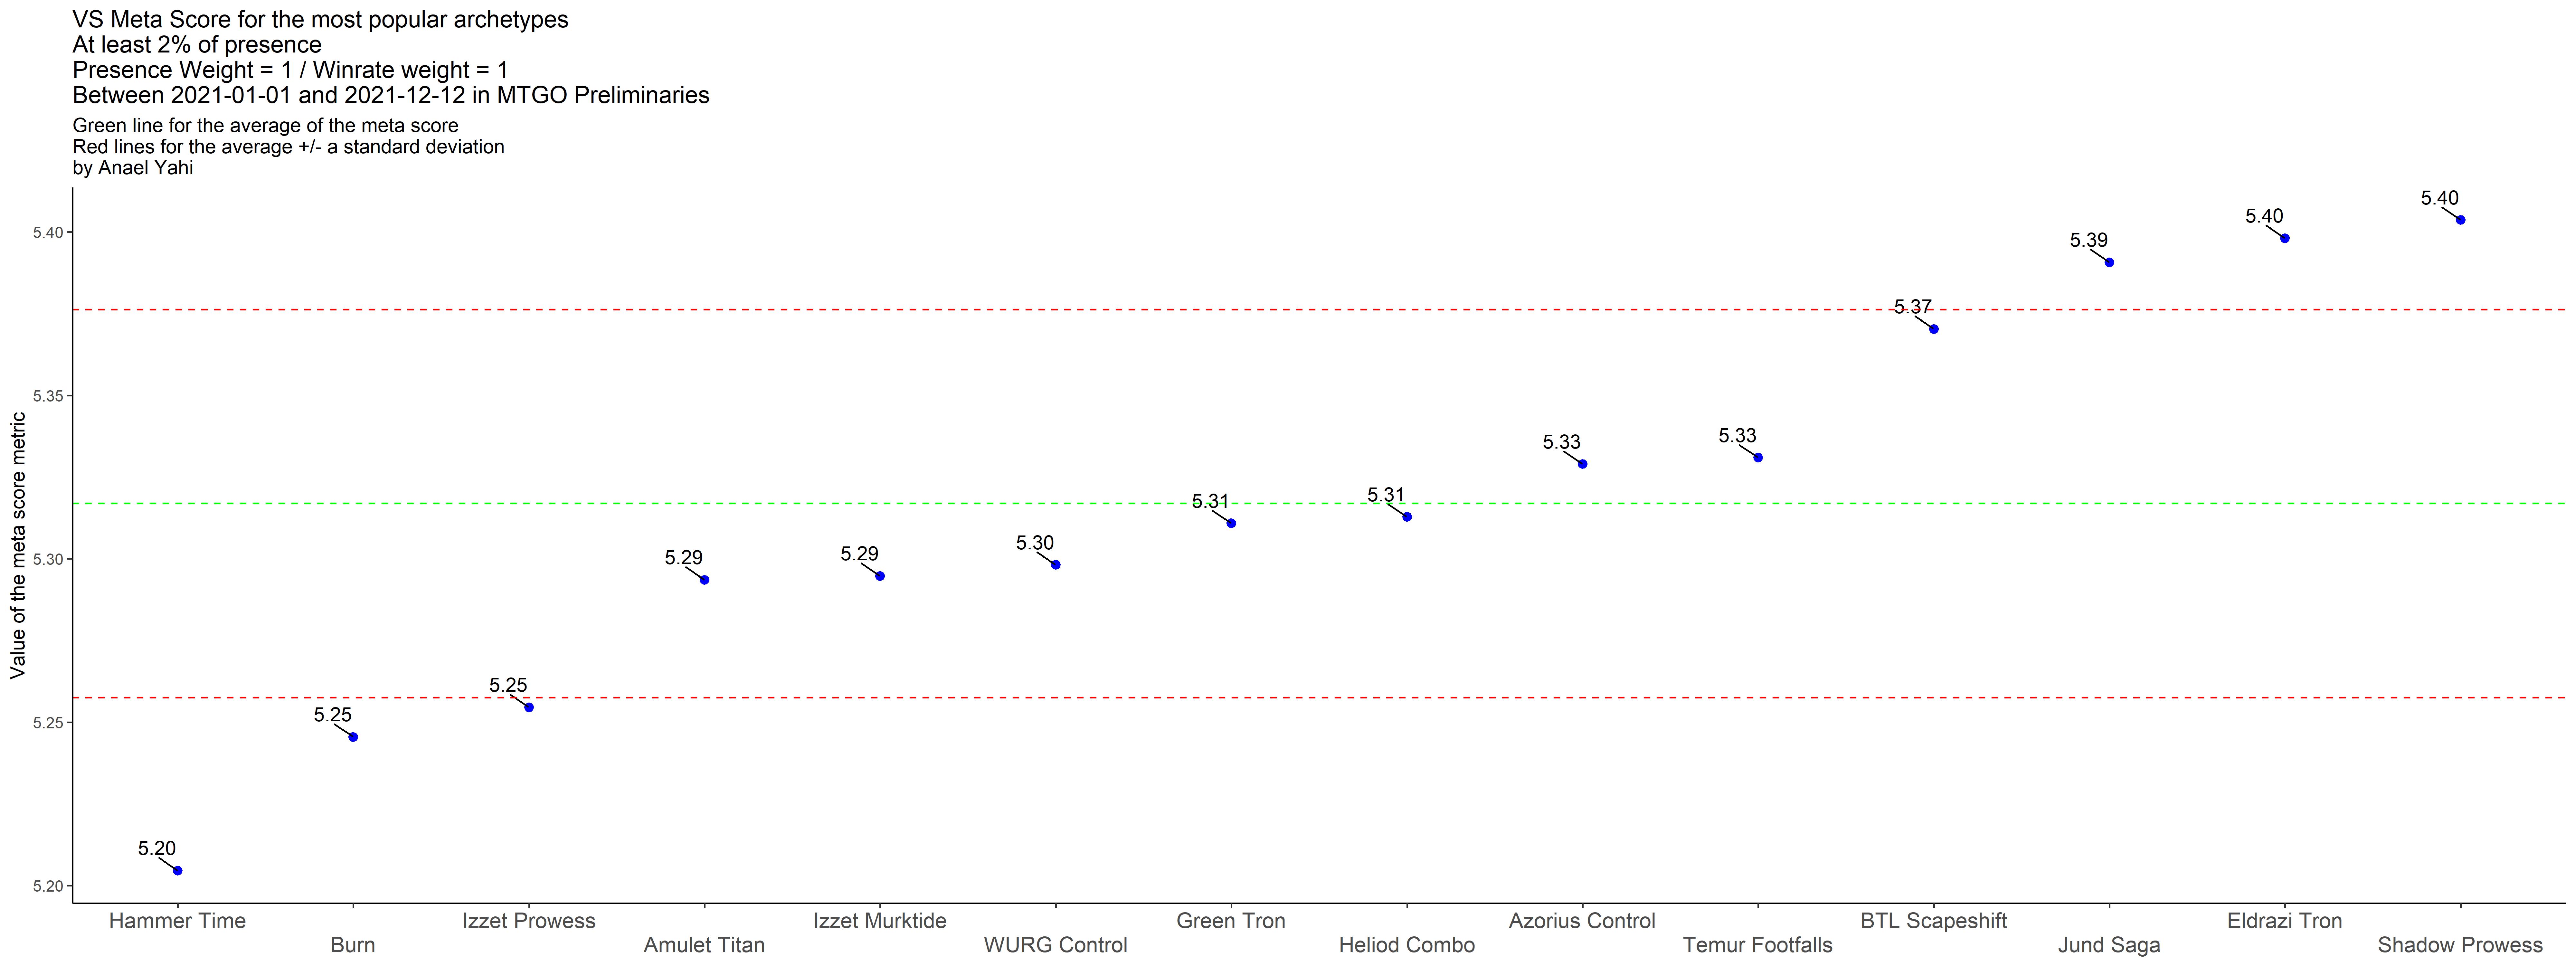 VS Meta Score for the most popular archetypes
At least 2% of presence
Presence Weight = 1 / Winrate weight = 1
Between 2021-01-01 and 2021-12-12 in MTGO Preliminaries
Green line for the average of the meta score
Red lines for the average +/- a standard deviation
by Anael Yahi
Value of the meta score metric
5.40
5.35
5.30
5.25
5.20
5.20
5.25
5.25
5.29
5.29
5.30
5.31
5.31
5.33
5.33
5.37
5.39
5.40
5.40
Hammer Time
Burn
Izzet Prowess
Amulet Titan
Izzet Murktide
WURG Control
Green Tron
Heliod Combo
Azorius Control
Temur Footfalls
BTL Scapeshift
Jund Saga
Eldrazi Tron
Shadow Prowess